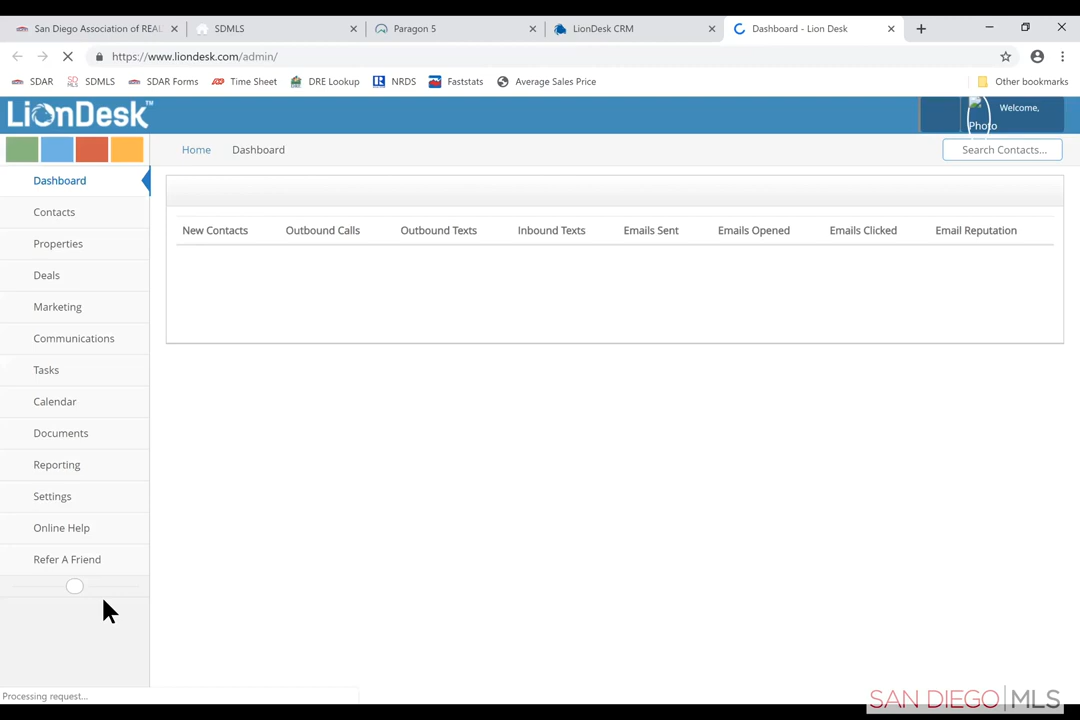 San Diego Association of REAL
SDMLS
Paragon 5
LionDesk CRM
Dashboard - Lion Desk
https://www.liondesk.com/admin/
SDAR
SDMLS
SDAR Forms
Time Sheet
DRE Lookup
NRDS
Faststats
Average Sales Price
Other bookmarks
LionDesk™
Photo
Welcome,
Home
Dashboard
Search Contacts...
Dashboard
Contacts
Properties
Deals
Marketing
Communications
Tasks
Calendar
Documents
Reporting
Settings
Online Help
Refer A Friend
New Contacts
Outbound Calls
Outbound Texts
Inbound Texts
Emails Sent
Emails Opened
Emails Clicked
Email Reputation
Processing request...
SAN DIEGO|MLS